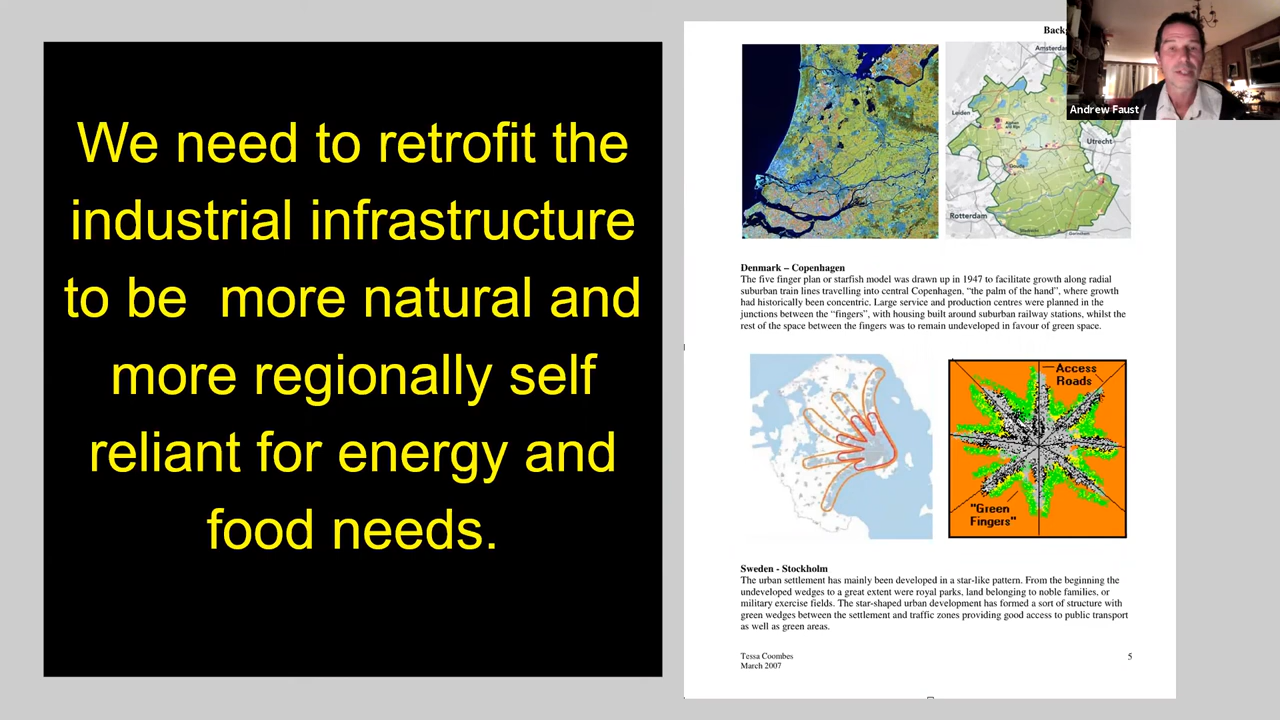 We need to retrofit the
industrial infrastructure
to be  more natural and
more regionally self
reliant for energy and
food needs.
Andrew Faust
Leiden
Utrecht
Gouda
Rotterdam
Denmark – Copenhagen
The five finger plan or starfish model was drawn up in 1947 to facilitate growth along radial
suburban train lines travelling into central Copenhagen, “the palm of the hand”, where growth
had historically been concentric. Large service and production centres were planned in the
junctions between the “fingers”, with housing built around suburban railway stations, whilst the
rest of the space between the fingers was to remain undeveloped in favour of green space.
Access
Roads
"Green
Fingers"
Sweden - Stockholm
The urban settlement has mainly been developed in a star-like pattern. From the beginning the
undeveloped wedges to a great extent were royal parks, land belonging to noble families, or
military exercise fields. The star-shaped urban development has formed a sort of structure with
green wedges between the settlement and traffic zones providing good access to public transport
as well as green areas.
Tessa Coombes
March 2007
5